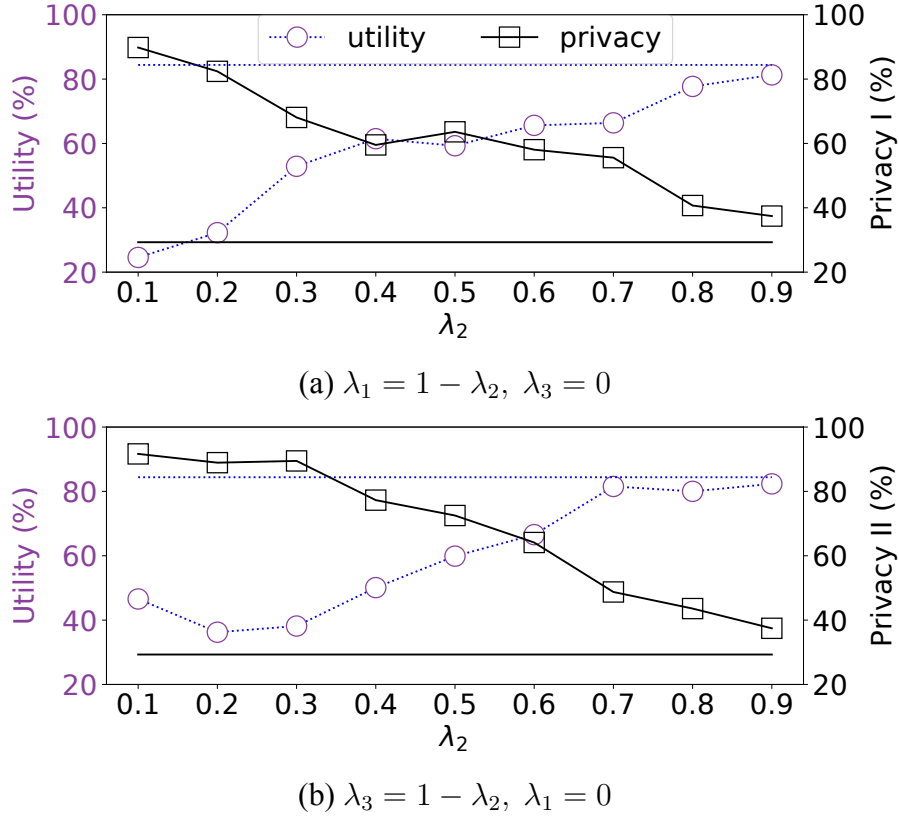 utility privacy
100 80 60 40 20
Utility (%)
100 80 60 40 20
Privacy I (%)
0.1 0.2 0.3 0.4 0.5 0.6 0.7 0.8 0.9
λ₂
(a) λ₁ = 1 − λ₂, λ₃ = 0
100 80 60 40 20
Utility (%)
100 80 60 40 20
Privacy II (%)
0.1 0.2 0.3 0.4 0.5 0.6 0.7 0.8 0.9
λ₂
(b) λ₃ = 1 − λ₂, λ₁ = 0